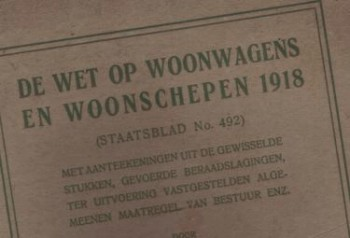 DE WET OP WOONWAGENS
EN WOONSCHEPEN 1918
(STAATSBLAD No. 492)
MET AANTEEKENINGEN UIT DE GEWISSELDE
STUKKEN, GEVOERDE BERAADSLAGINGEN,
TER UITVOERING VASTGESTELDEN ALGE-
MEENEN MAATREGEL VAN BESTUUR ENZ.
DOOR